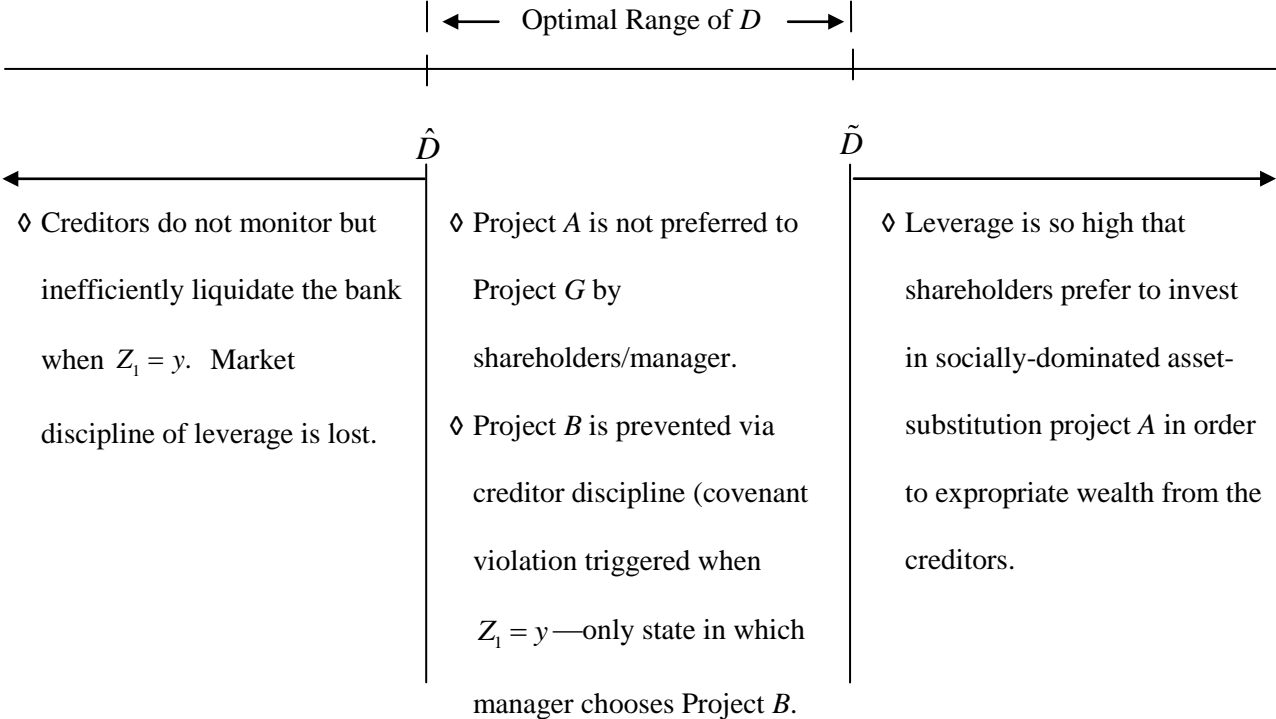 Optimal Range of D
D̂
D̃
◊ Creditors do not monitor but
inefficiently liquidate the bank
when Z₁ = y. Market
discipline of leverage is lost.
◊ Project A is not preferred to
Project G by
shareholders/manager.
◊ Project B is prevented via
creditor discipline (covenant
violation triggered when
Z₁ = y—only state in which
manager chooses Project B.
◊ Leverage is so high that
shareholders prefer to invest
in socially-dominated asset-
substitution project A in order
to expropriate wealth from the
creditors.